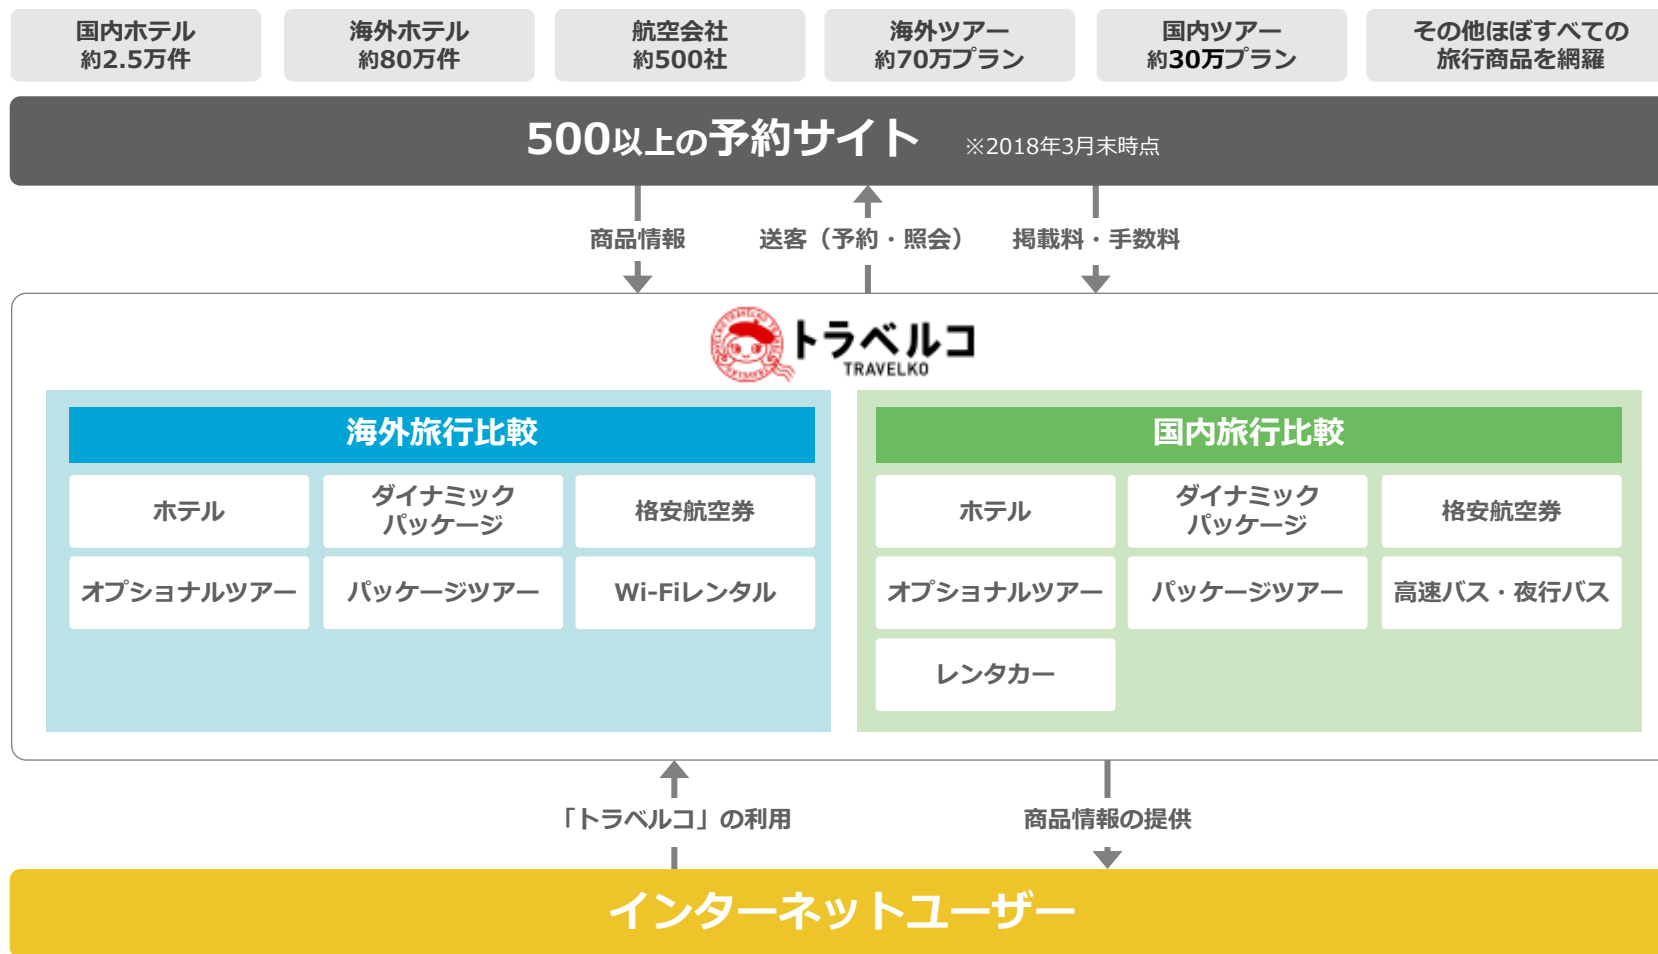 国内ホテル
約2.5万件
海外ホテル
約80万件
航空会社
約500社
海外ツアー
約70万プラン
国内ツアー
約30万プラン
その他ほぼすべての
旅行商品を網羅
500以上の予約サイト ※2018年3月末時点
商品情報
送客（予約・照会）
掲載料・手数料
トラベルコ
TRAVELKO
海外旅行比較
ホテル
ダイナミック
パッケージ
格安航空券
オプショナルツアー
パッケージツアー
Wi-Fiレンタル
国内旅行比較
ホテル
ダイナミック
パッケージ
格安航空券
オプショナルツアー
パッケージツアー
高速バス・夜行バス
レンタカー
「トラベルコ」の利用
商品情報の提供
インターネットユーザー